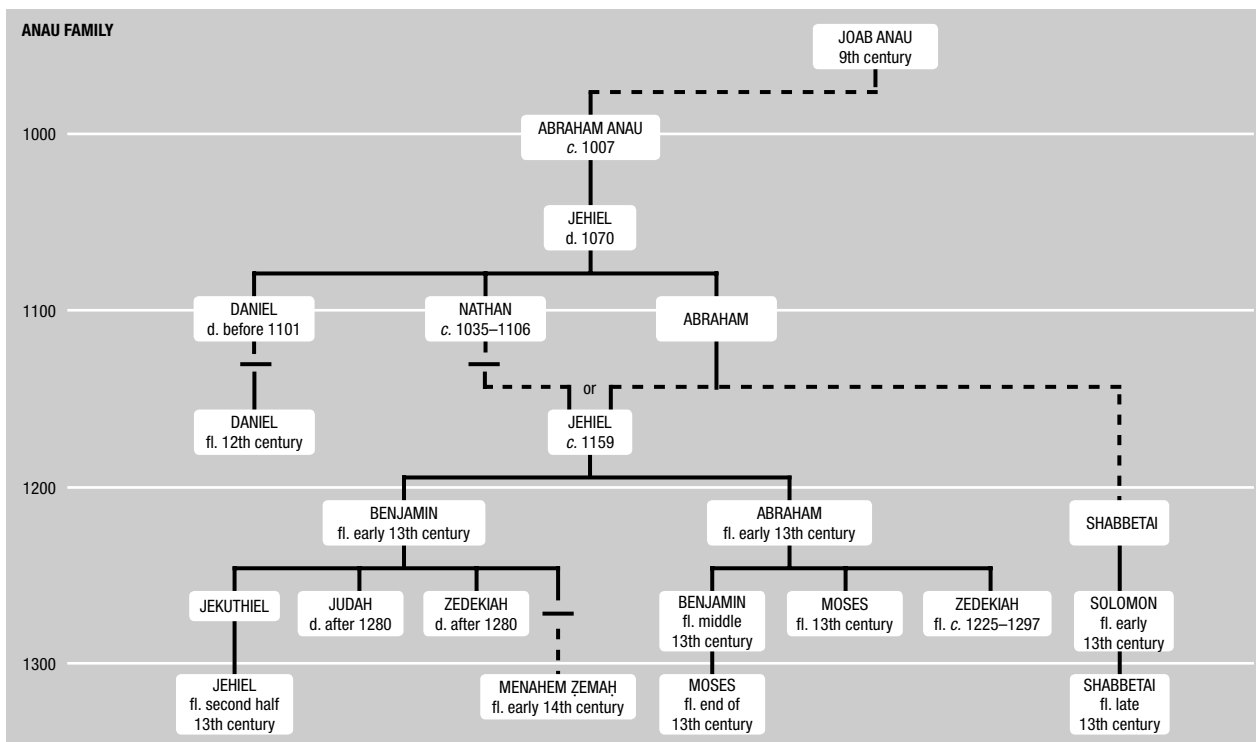 ANAU FAMILY
JOAB ANAU
9th century
1000
ABRAHAM ANAU
c. 1007
JEHIEL
d. 1070
1100
DANIEL
d. before 1101
NATHAN
c. 1035–1106
ABRAHAM
or
DANIEL
fl. 12th century
JEHIEL
c. 1159
1200
BENJAMIN
fl. early 13th century
ABRAHAM
fl. early 13th century
SHABBETAI
JEKUTHIEL
JUDAH
d. after 1280
ZEDEKIAH
d. after 1280
BENJAMIN
fl. middle
13th century
MOSES
fl. 13th century
ZEDEKIAH
fl. c. 1225–1297
SOLOMON
fl. early
13th century
1300
JEHIEL
fl. second half
13th century
MENAHEM ẒEMAḤ
fl. early 14th century
MOSES
fl. end of
13th century
SHABBETAI
fl. late
13th century